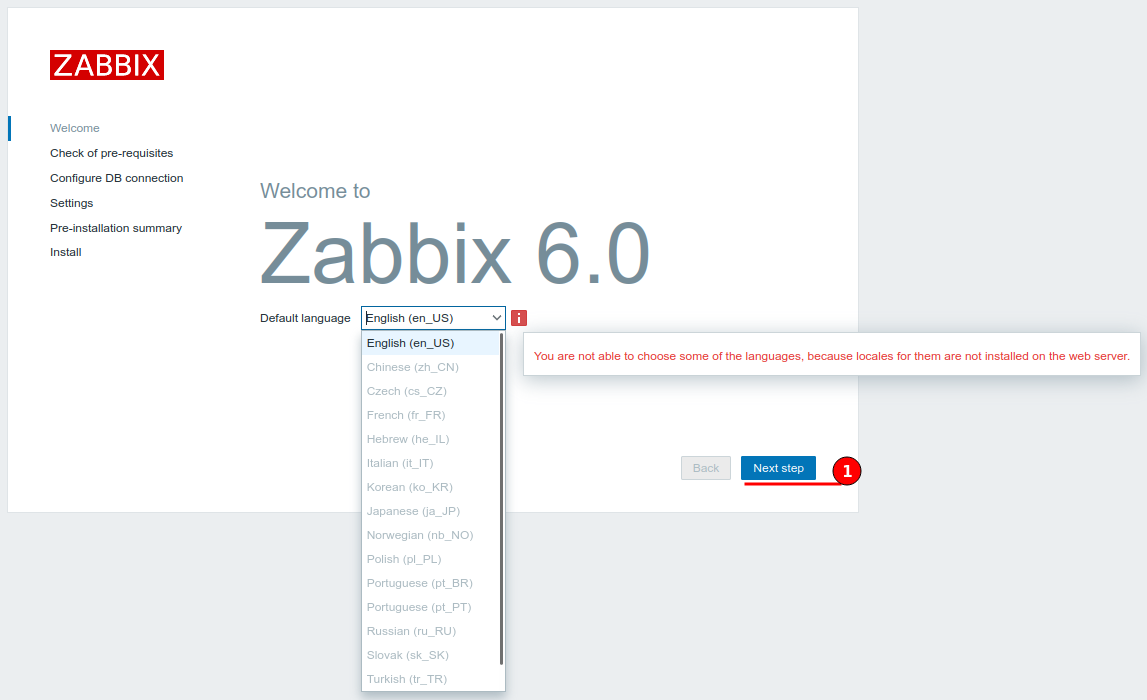 ZABBIX
Welcome
Check of pre-requisites
Configure DB connection
Settings
Pre-installation summary
Install
Welcome to
Zabbix 6.0
Default language English (en_US) i
You are not able to choose some of the languages, because locales for them are not installed on the web server.
English (en_US)
Chinese (zh_CN)
Czech (cs_CZ)
French (fr_FR)
Hebrew (he_IL)
Italian (it_IT)
Korean (ko_KR)
Japanese (ja_JP)
Norwegian (nb_NO)
Polish (pl_PL)
Portuguese (pt_BR)
Portuguese (pt_PT)
Russian (ru_RU)
Slovak (sk_SK)
Turkish (tr_TR)
Back Next step 1